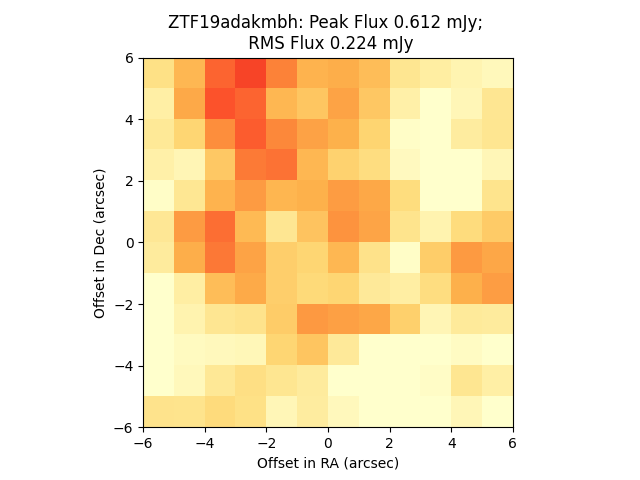 ZTF19adakmbh: Peak Flux 0.612 mJy;
RMS Flux 0.224 mJy
6
4
2
0
−2
−4
−6
Offset in Dec (arcsec)
−6 −4 −2 0 2 4 6
Offset in RA (arcsec)